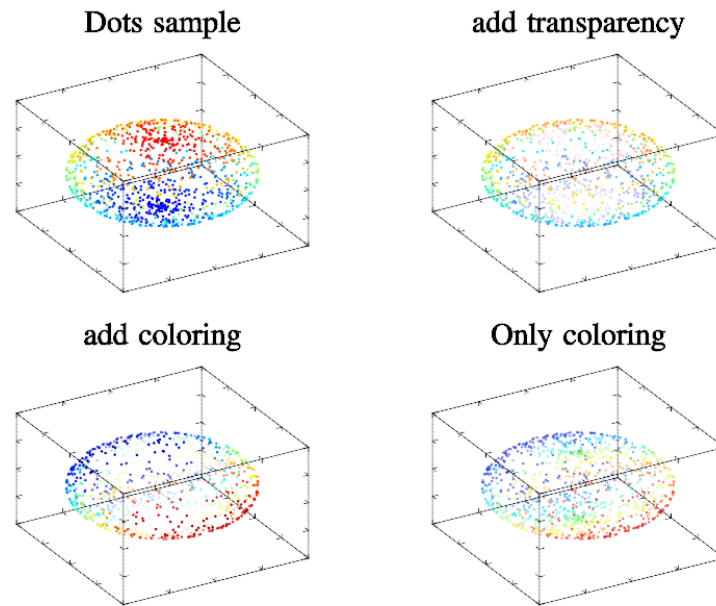 Dots sample
add transparency
add coloring
Only coloring